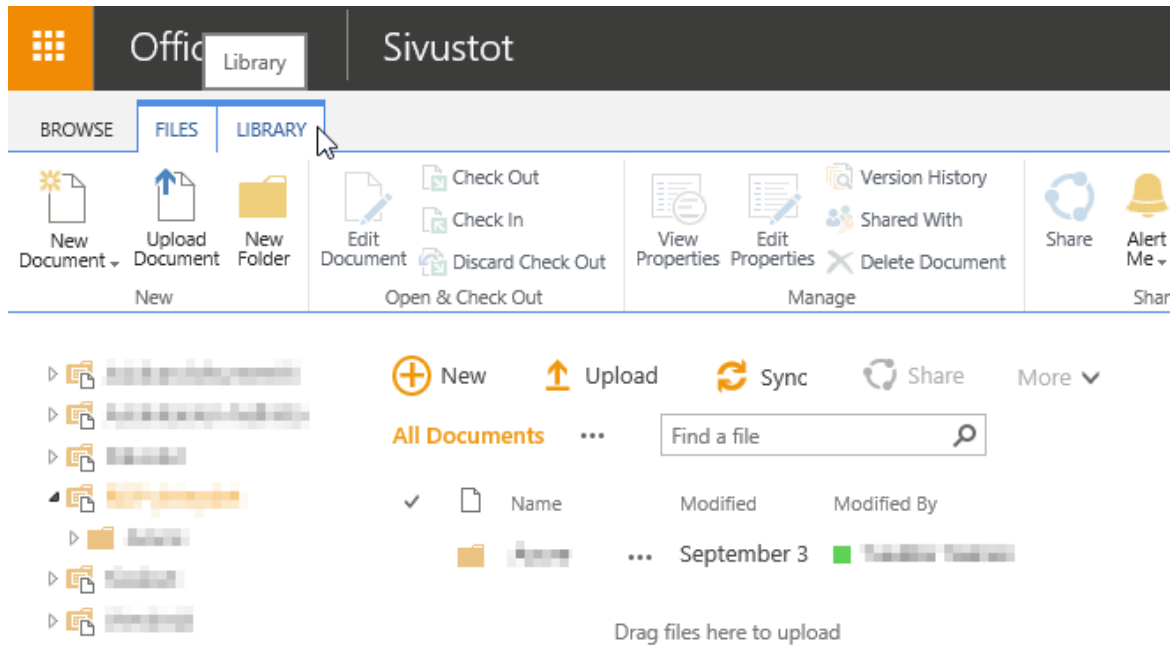 Library
Sivustot
BROWSE FILES LIBRARY
New Document
Upload Document
New Folder
New
Edit Document
Check Out
Check In
Discard Check Out
Open & Check Out
View Properties
Edit Properties
Version History
Shared With
Delete Document
Manage
Share
Alert Me
New Upload Sync Share More
All Documents ...
Find a file
Name Modified Modified By
... September 3
Drag files here to upload